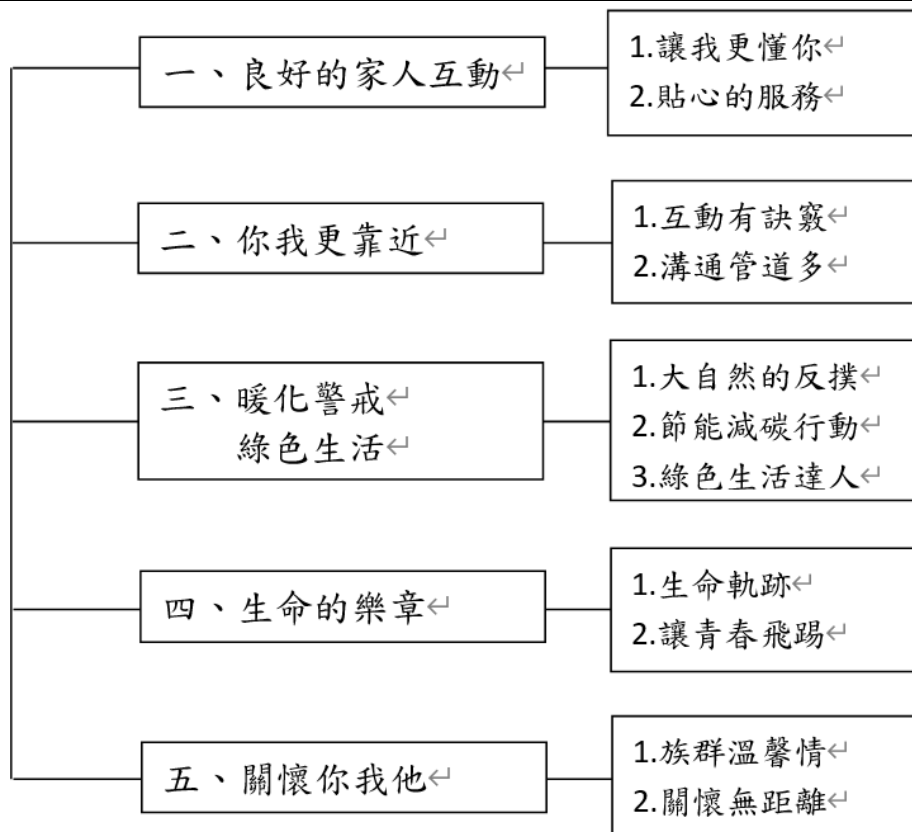 一、良好的家人互動↵
1.讓我更懂你↵
2.貼心的服務↵
二、你我更靠近↵
1.互動有訣竅↵
2.溝通管道多↵
三、暖化警戒↵
綠色生活↵
1.大自然的反撲↵
2.節能減碳行動↵
3.綠色生活達人↵
四、生命的樂章↵
1.生命軌跡↵
2.讓青春飛踢↵
五、關懷你我他↵
1.族群溫馨情↵
2.關懷無距離↵